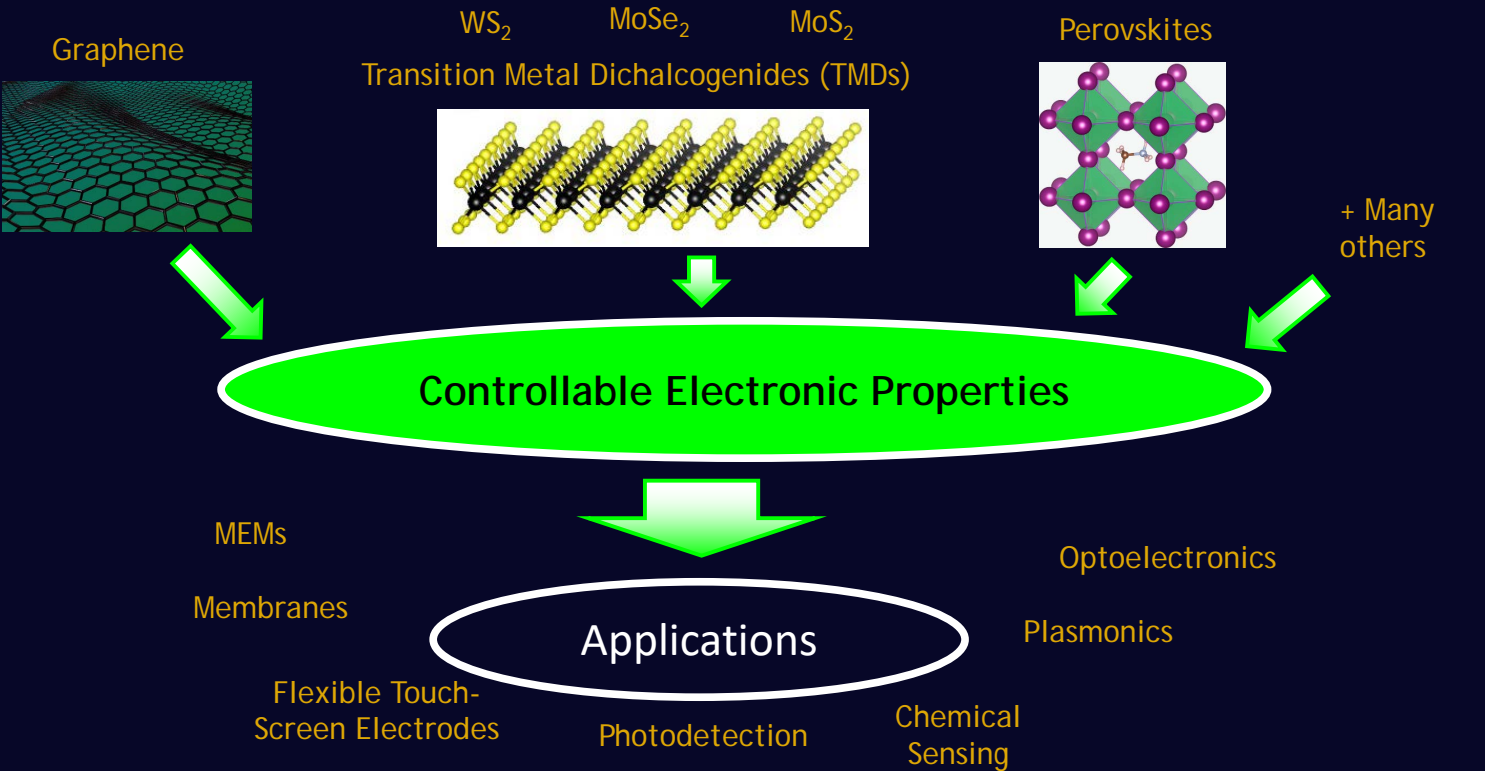 Graphene
WS₂
MoSe₂
MoS₂
Transition Metal Dichalcogenides (TMDs)
Perovskites
+ Many
others
Controllable Electronic Properties
MEMs
Membranes
Flexible Touch-
Screen Electrodes
Applications
Photodetection
Chemical
Sensing
Plasmonics
Optoelectronics